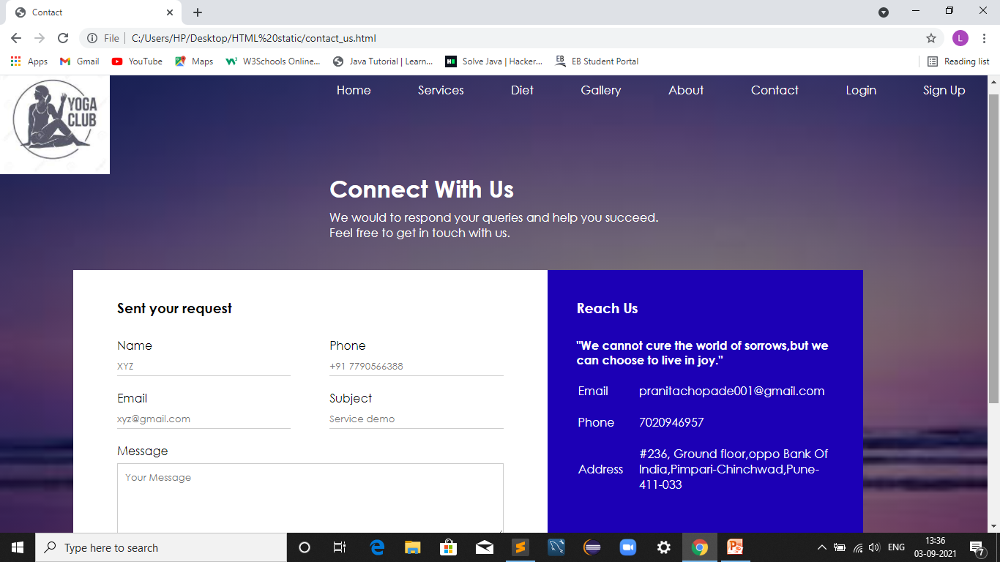 Contact
File
C:/Users/HP/Desktop/HTML%20static/contact_us.html
L
Apps
Gmail
YouTube
Maps
W3Schools Online...
Java Tutorial | Learn...
Solve Java | Hacker...
EB Student Portal
Reading list
YOGA
CLUB
Home
Services
Diet
Gallery
About
Contact
Login
Sign Up
Connect With Us
We would to respond your queries and help you succeed.
Feel free to get in touch with us.
Sent your request
Name
Phone
XYZ
+91 7790566388
Email
Subject
xyz@gmail.com
Service demo
Message
Your Message
Reach Us
"We cannot cure the world of sorrows,but we
can choose to live in joy."
Email
pranitachopade001@gmail.com
Phone
7020946957
Address
#236, Ground floor,oppo Bank Of
India,Pimpari-Chinchwad,Pune-
411-033
Type here to search
ENG
13:36
03-09-2021
7